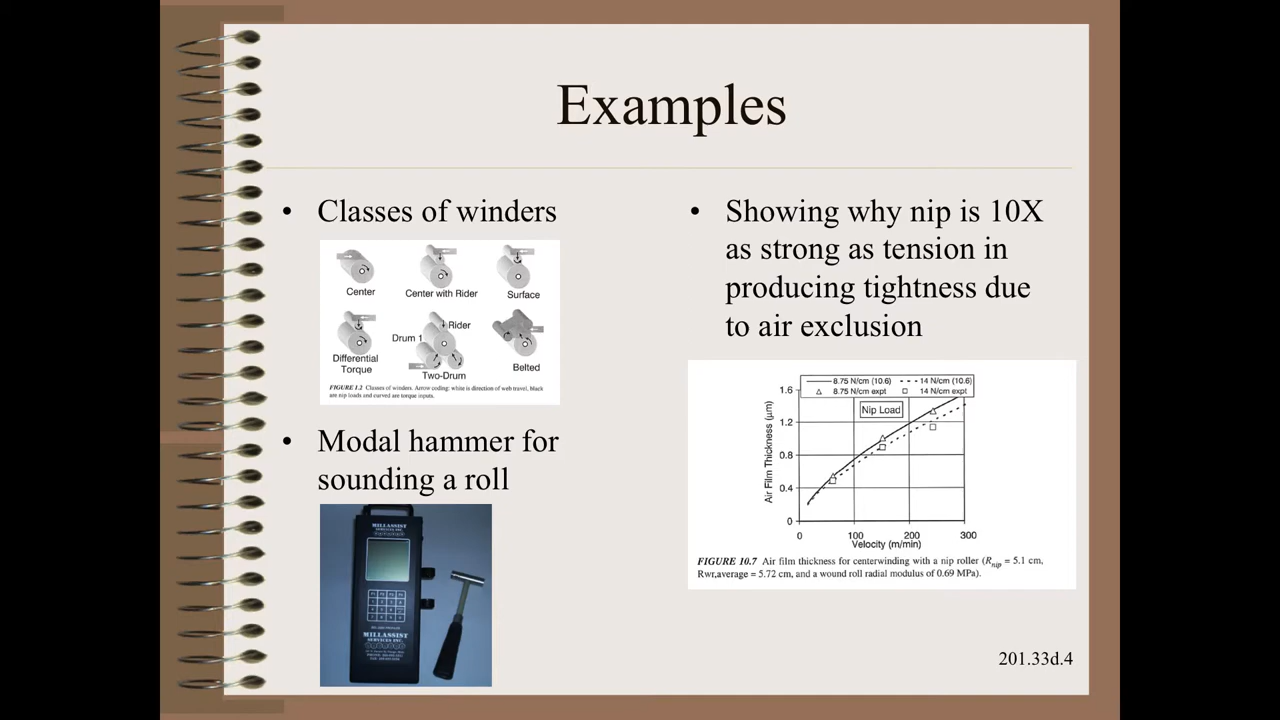 Examples
• Classes of winders
Center
Center with Rider
Surface
Differential
Torque
Drum 1
Rider
Two-Drum
Belted
FIGURE 1.2 Classes of winders. Arrow coding: white is direction of web travel, black
are nip loads and curved are torque inputs.
• Modal hammer for
sounding a roll
MILLASSIST
SERVICES INC.
MILLASSIST
SERVICES INC.
• Showing why nip is 10X
as strong as tension in
producing tightness due
to air exclusion
8.75 N/cm (10.6) 14 N/cm (10.6)
8.75 N/cm expt 14 N/cm expt
Nip Load
Air Film Thickness (μm)
1.6
1.2
0.8
0.4
0
0 100 200 300
Velocity (m/min)
FIGURE 10.7 Air film thickness for centerwinding with a nip roller (Rnip = 5.1 cm,
Rwr,average = 5.72 cm, and a wound roll radial modulus of 0.69 MPa).
201.33d.4